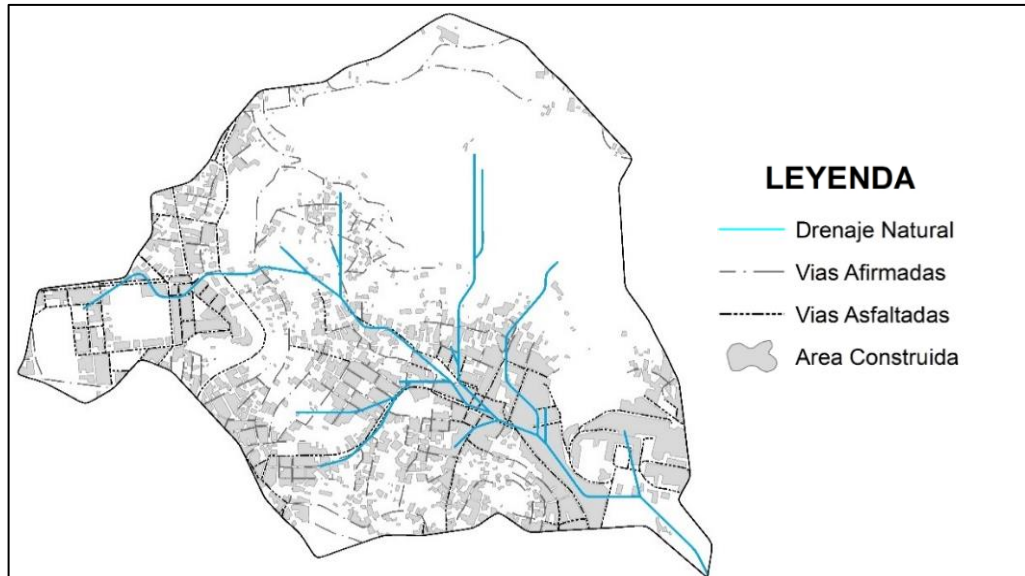 LEYENDA
Drenaje Natural
Vias Afirmadas
Vias Asfaltadas
Area Construida